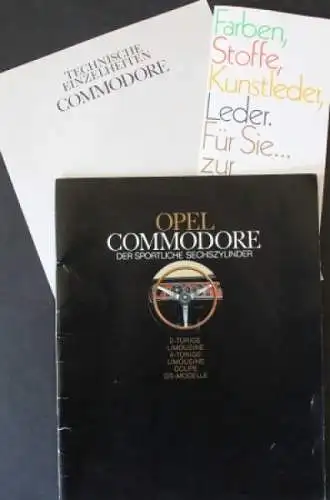 TECHNISCHE
EINZELHEITEN
COMMODORE
Farben,
Stoffe,
Kunstleder,
Leder.
Für Sie...
zur
OPEL
COMMODORE
DER SPORTLICHE SECHSZYLINDER
2-TÜRIGE
LIMOUSINE
4-TÜRIGE
LIMOUSINE
COUPE
GS-MODELLE